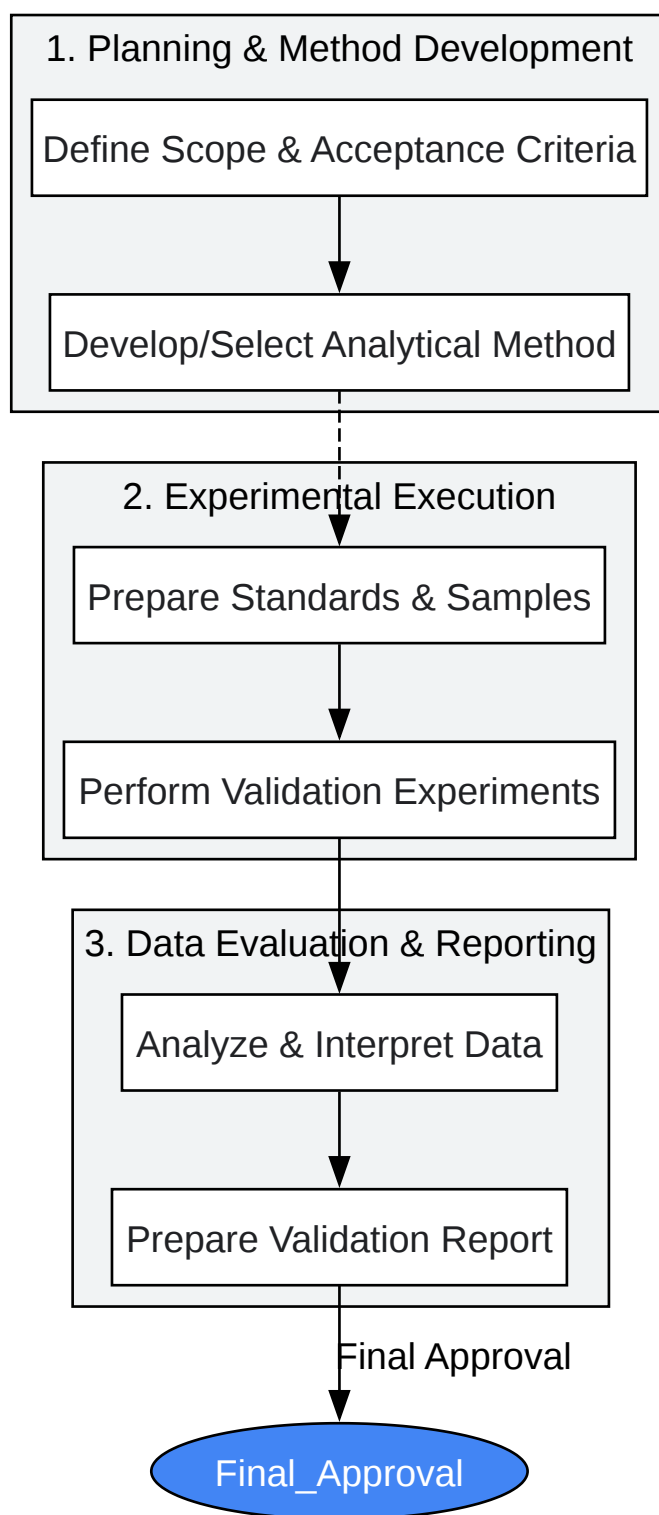 1. Planning & Method Development
Define Scope & Acceptance Criteria
Develop/Select Analytical Method
2. Experimental Execution
Prepare Standards & Samples
Perform Validation Experiments
3. Data Evaluation & Reporting
Analyze & Interpret Data
Prepare Validation Report
Final Approval
Final_Approval